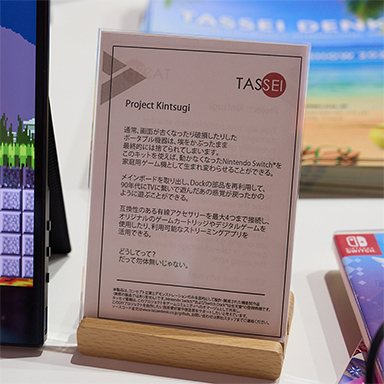 TASSEI DENK
TASSEI
Project Kintsugi
通常、画面が古くなったり破損したりした
ポータブル機器は、埃をかぶったまま
最終的には捨てられてしまいます。
このキットを使えば、動かなくなったNintendo Switch®を
家庭用ゲーム機として生まれ変わらせることができる。
メインボードを取り出し、Dockの部品を再利用して、
90年代にTVに繋いで遊んだあの感覚が戻ったかの
ように遊ぶことができます。
互換性のある有線アクセサリーを最大4つまで接続し、
オリジナルのゲームカートリッジやデジタルゲームを
使用したり、利用可能なストリーミングアプリを
活用できる。
どうしてって?
だって勿体無いじゃない。